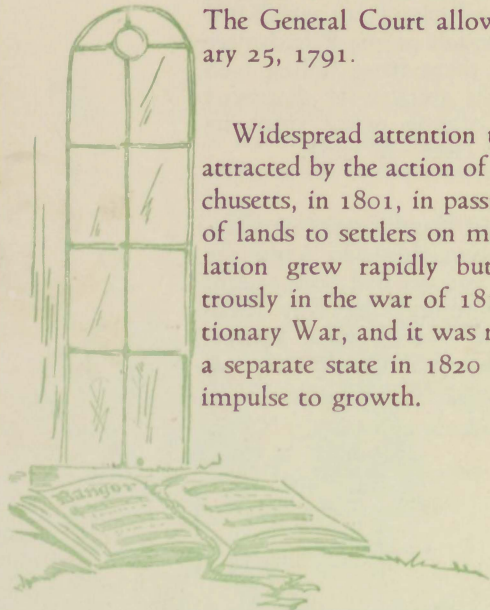 The General Court allow
ary 25, 1791.
Widespread attention
attracted by the action of
chusetts, in 1801, in pass
of lands to settlers on m
lation grew rapidly but
trously in the war of 18
tionary War, and it was
a separate state in 1820
impulse to growth.
Bangor